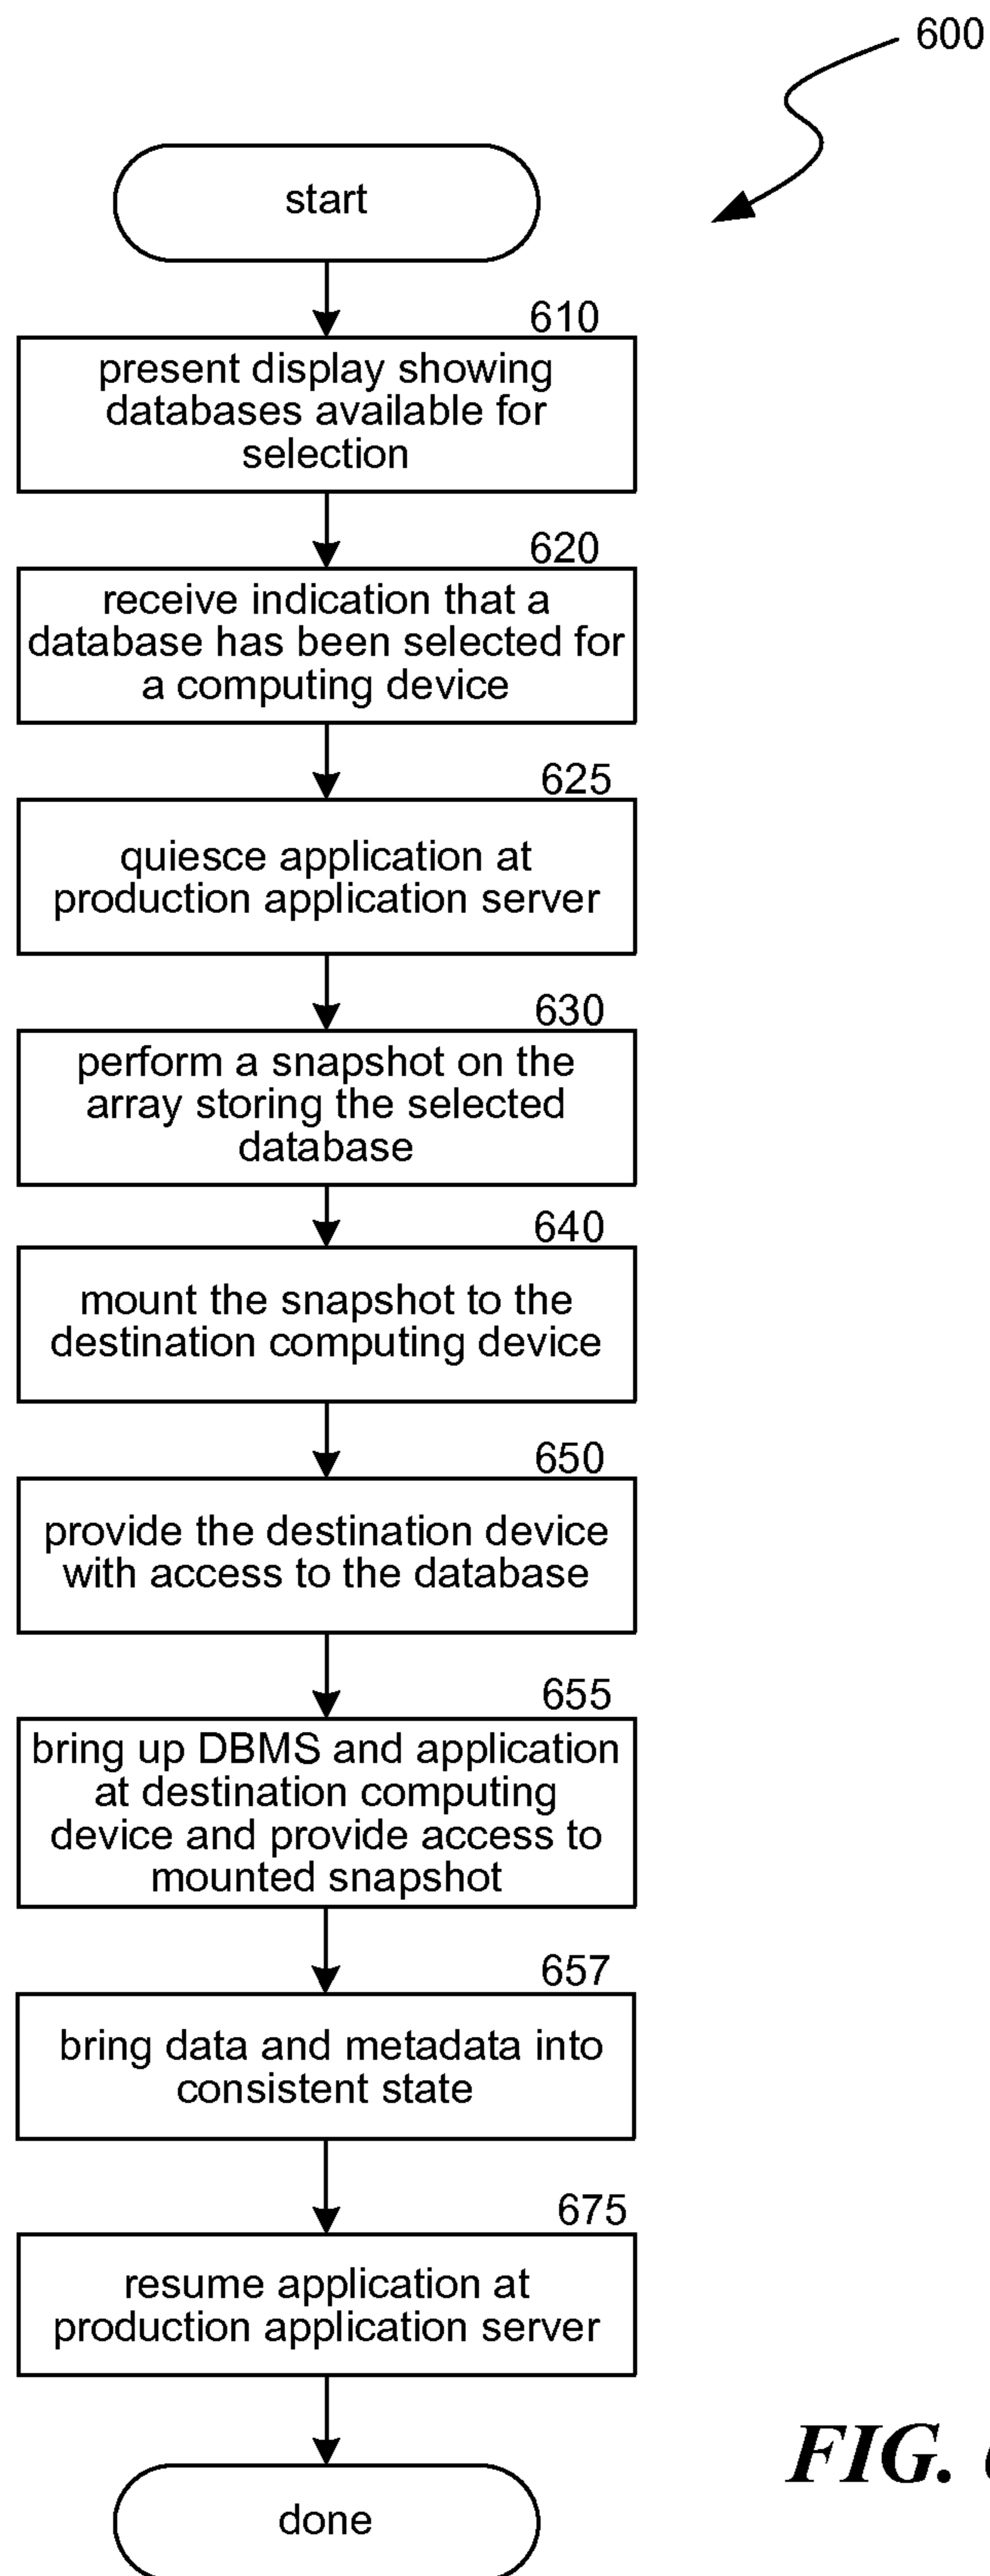 600
start
610
present display showing
databases available for
selection
620
receive indication that a
database has been selected for
a computing device
625
quiesce application at
production application server
630
perform a snapshot on the
array storing the selected
database
640
mount the snapshot to the
destination computing device
650
provide the destination device
with access to the database
655
bring up DBMS and application
at destination computing
device and provide access to
mounted snapshot
657
bring data and metadata into
consistent state
675
resume application at
production application server
FIG.
done